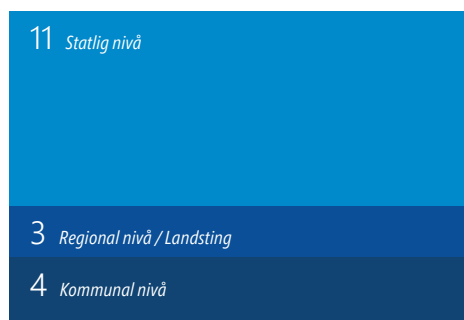 11 Statlig nivå
3 Regional nivå / Landsting
4 Kommunal nivå